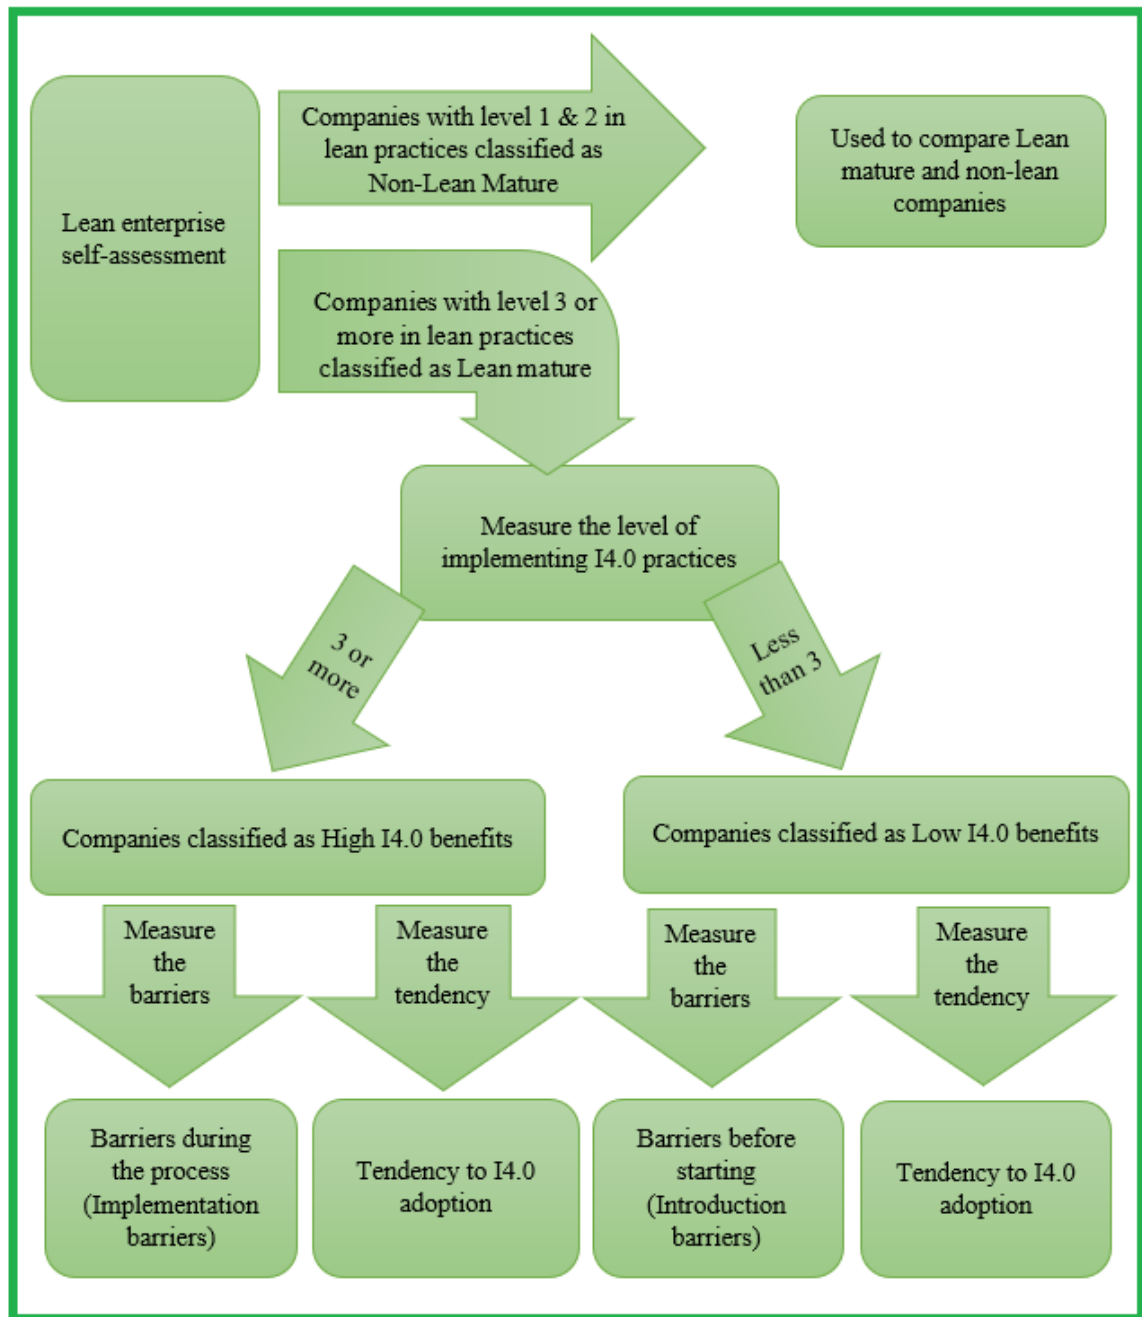 Lean enterprise
self-assessment
Companies with level 1 & 2 in
lean practices classified as
Non-Lean Mature
Used to compare Lean
mature and non-lean
companies
Companies with level 3 or
more in lean practices
classified as Lean mature
Measure the level of
implementing I4.0 practices
3 or
more
Less
than 3
Companies classified as High I4.0 benefits
Companies classified as Low I4.0 benefits
Measure
the
barriers
Measure
the
tendency
Measure
the
barriers
Measure
the
tendency
Barriers during
the process
(Implementation
barriers)
Tendency to I4.0
adoption
Barriers before
starting
(Introduction
barriers)
Tendency to I4.0
adoption